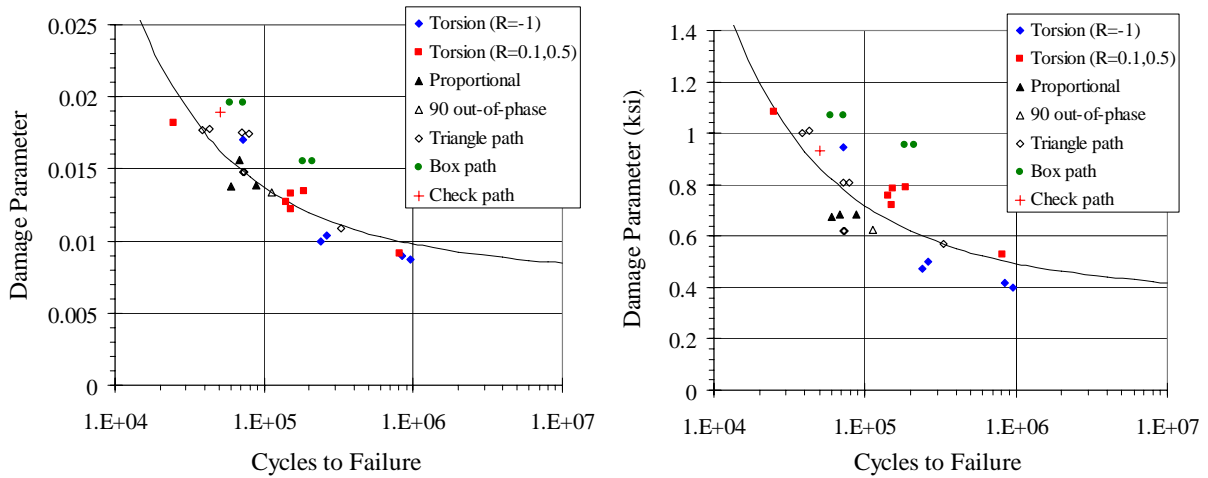 0.025
0.02
0.015
0.01
0.005
0
Damage Parameter
1.E+04
1.E+05
1.E+06
1.E+07
Cycles to Failure
Torsion (R=-1)
Torsion (R=0.1,0.5)
Proportional
90 out-of-phase
Triangle path
Box path
Check path
1.4
1.2
1
0.8
0.6
0.4
0.2
0
Damage Parameter (ksi)
1.E+04
1.E+05
1.E+06
1.E+07
Cycles to Failure
Torsion (R=-1)
Torsion (R=0.1,0.5)
Proportional
90 out-of-phase
Triangle path
Box path
Check path